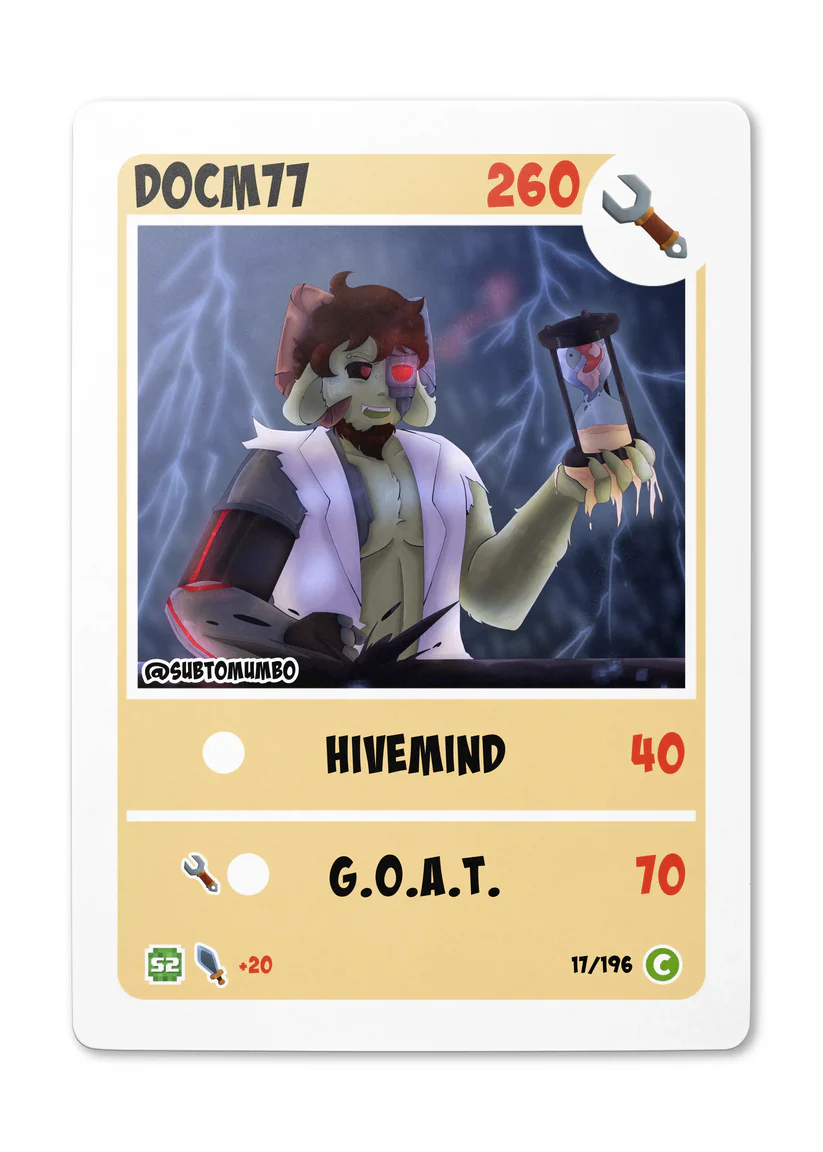 DOCM77 260
@SUBTOMUMBO
HIVEMIND 40
G.O.A.T. 70
S2 +20 17/196 C